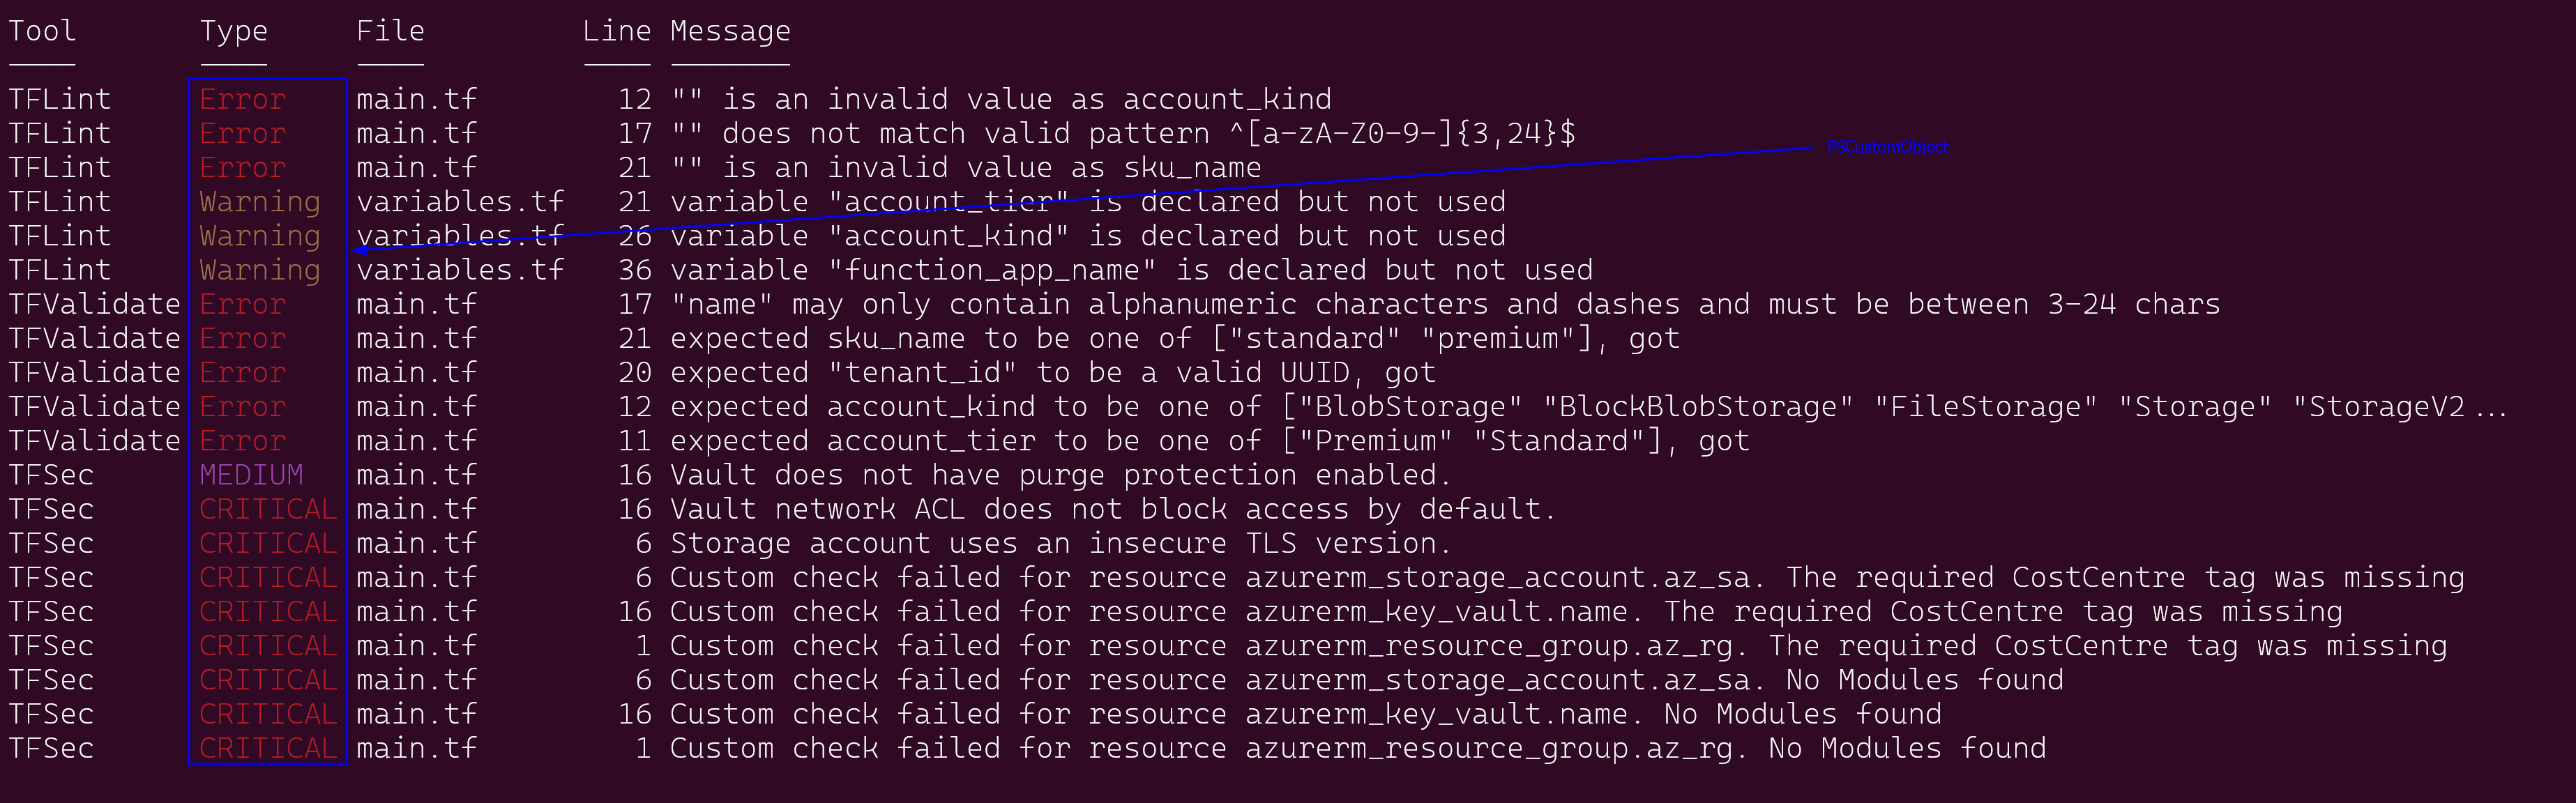 Tool Type File Line Message
---- ---- ---- ---- -------
TFLint Error main.tf 12 "" is an invalid value as account_kind
TFLint Error main.tf 17 "" does not match valid pattern ^[a-zA-Z0-9-]{3,24}$
PSCustomObject
TFLint Error main.tf 21 "" is an invalid value as sku_name
TFLint Warning variables.tf 21 variable "account_tier" is declared but not used
TFLint Warning variables.tf 26 variable "account_kind" is declared but not used
TFLint Warning variables.tf 36 variable "function_app_name" is declared but not used
TFValidate Error main.tf 17 "name" may only contain alphanumeric characters and dashes and must be between 3-24 chars
TFValidate Error main.tf 21 expected sku_name to be one of ["standard" "premium"], got
TFValidate Error main.tf 20 expected "tenant_id" to be a valid UUID, got
TFValidate Error main.tf 12 expected account_kind to be one of ["BlobStorage" "BlockBlobStorage" "FileStorage" "Storage" "StorageV2…
TFValidate Error main.tf 11 expected account_tier to be one of ["Premium" "Standard"], got
TFSec MEDIUM main.tf 16 Vault does not have purge protection enabled.
TFSec CRITICAL main.tf 16 Vault network ACL does not block access by default.
TFSec CRITICAL main.tf 6 Storage account uses an insecure TLS version.
TFSec CRITICAL main.tf 6 Custom check failed for resource azurerm_storage_account.az_sa. The required CostCentre tag was missing
TFSec CRITICAL main.tf 16 Custom check failed for resource azurerm_key_vault.name. The required CostCentre tag was missing
TFSec CRITICAL main.tf 1 Custom check failed for resource azurerm_resource_group.az_rg. The required CostCentre tag was missing
TFSec CRITICAL main.tf 6 Custom check failed for resource azurerm_storage_account.az_sa. No Modules found
TFSec CRITICAL main.tf 16 Custom check failed for resource azurerm_key_vault.name. No Modules found
TFSec CRITICAL main.tf 1 Custom check failed for resource azurerm_resource_group.az_rg. No Modules found